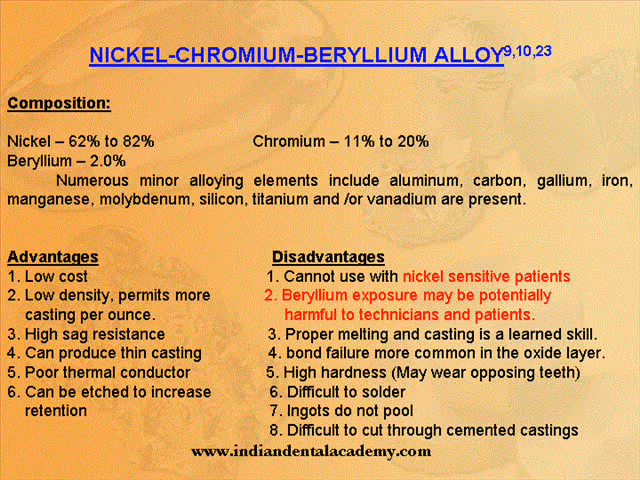 NICKEL-CHROMIUM-BERYLLIUM ALLOY9,10,23
Composition:
Nickel – 62% to 82% Chromium – 11% to 20%
Beryllium – 2.0%
Numerous minor alloying elements include aluminum, carbon, gallium, iron,
manganese, molybdenum, silicon, titanium and /or vanadium are present.
Advantages
1. Low cost
2. Low density, permits more
casting per ounce.
3. High sag resistance
4. Can produce thin casting
5. Poor thermal conductor
6. Can be etched to increase
retention
Disadvantages
1. Cannot use with nickel sensitive patients
2. Beryllium exposure may be potentially
harmful to technicians and patients.
3. Proper melting and casting is a learned skill.
4. bond failure more common in the oxide layer.
5. High hardness (May wear opposing teeth)
6. Difficult to solder
7. Ingots do not pool
8. Difficult to cut through cemented castings
www.indiandentalacademy.com